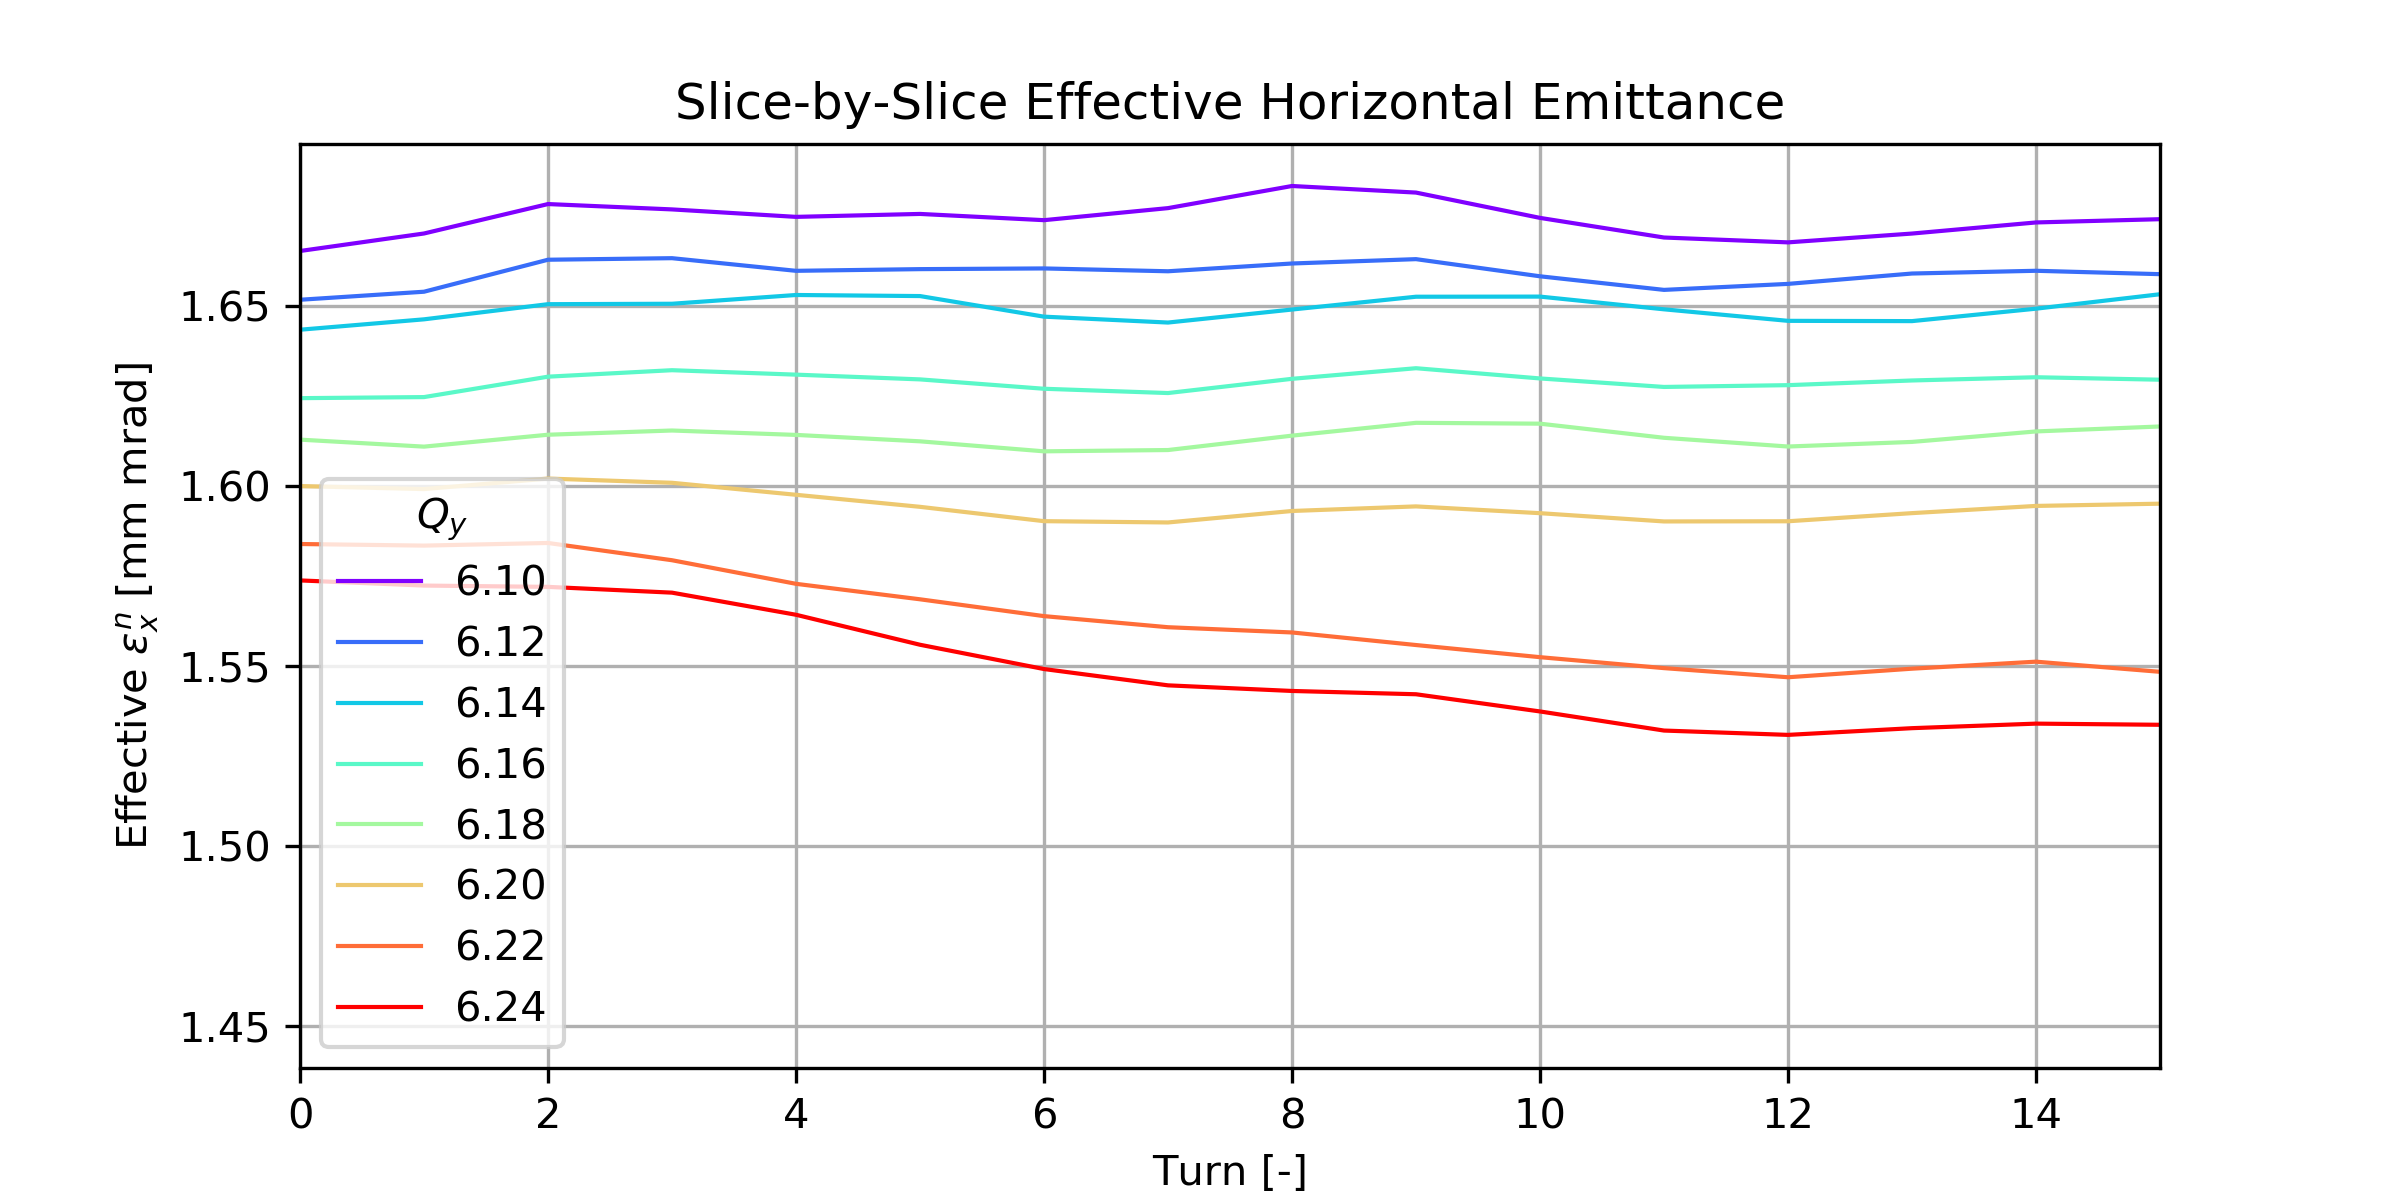 Slice-by-Slice Effective Horizontal Emittance
Effective εₓⁿ [mm mrad]
1.65
1.60
1.55
1.50
1.45
Q_y
6.10
6.12
6.14
6.16
6.18
6.20
6.22
6.24
0 2 4 6 8 10 12 14
Turn [-]